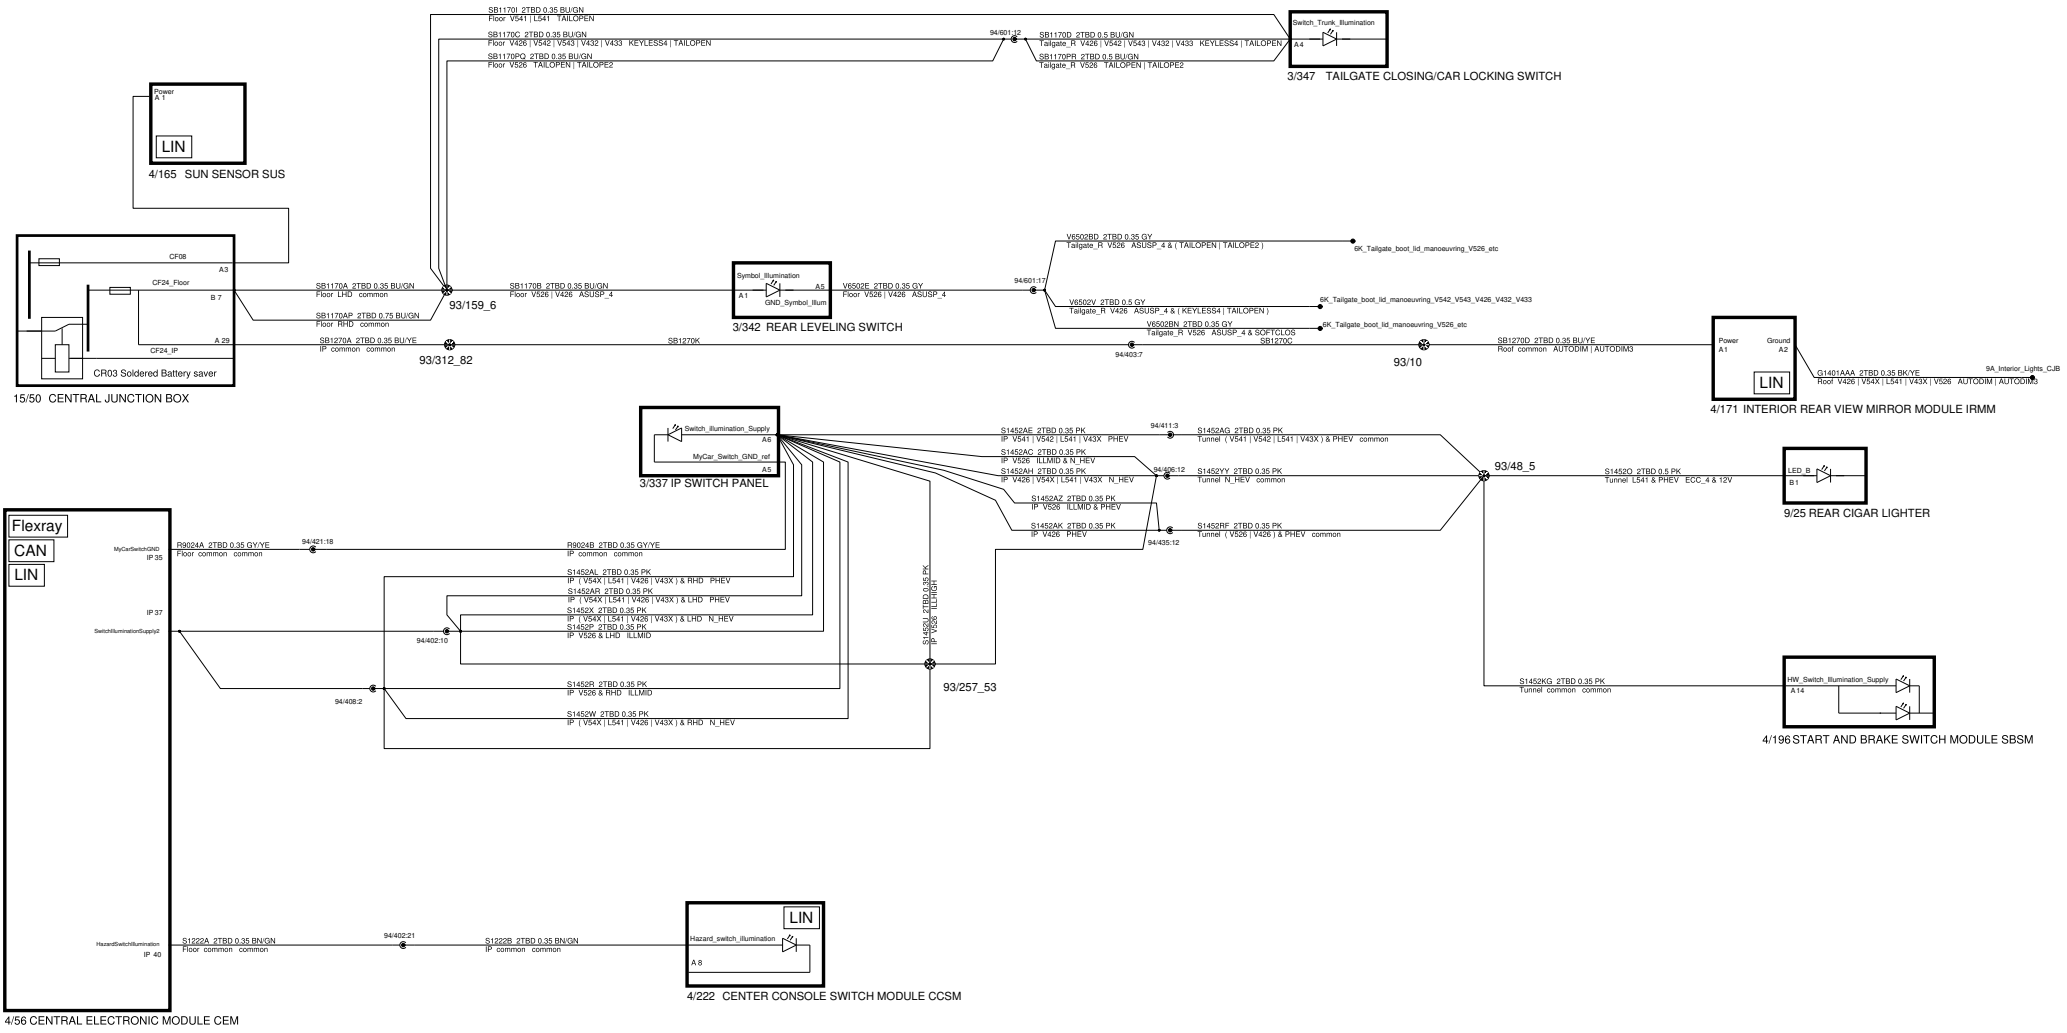 SB1170I 2TBD 0.35 BU/GN
Floor V541 | L541 TAILOPEN
SB1170C 2TBD 0.35 BU/GN
Floor V426 | V542 | V543 | V432 | V433 KEYLESS4 | TAILOPEN
SB1170PQ 2TBD 0.35 BU/GN
Floor V526 TAILOPEN | TAILOPE2
94/601:12
SB1170D 2TBD 0.5 BU/GN
Tailgate_R V426 | V542 | V543 | V432 | V433 KEYLESS4 | TAILOPEN
SB1170PR 2TBD 0.5 BU/GN
Tailgate_R V526 TAILOPEN | TAILOPE2
Switch_Trunk_Illumination
A4
3/347 TAILGATE CLOSING/CAR LOCKING SWITCH
Power
A 1
LIN
4/165 SUN SENSOR SUS
CF08
A3
CF24_Floor
B 7
A 29
CF24_IP
CR03 Soldered Battery saver
15/50 CENTRAL JUNCTION BOX
SB1170A 2TBD 0.35 BU/GN
Floor LHD common
SB1170AP 2TBD 0.75 BU/GN
Floor RHD common
SB1270A 2TBD 0.35 BU/YE
IP common common
93/159_6
93/312_82
SB1170B 2TBD 0.35 BU/GN
Floor V526 | V426 ASUSP_4
Symbol_Illumination
A1
A5
GND_Symbol_Illum
3/342 REAR LEVELING SWITCH
V6502E 2TBD 0.35 GY
Floor V526 | V426 ASUSP_4
94/601:17
V6502BD 2TBD 0.35 GY
Tailgate_R V526 ASUSP_4 & ( TAILOPEN | TAILOPE2 )
6K_Tailgate_boot_lid_manoeuvring_V526_etc
V6502V 2TBD 0.5 GY
Tailgate_R V426 ASUSP_4 & ( KEYLESS4 | TAILOPEN )
6K_Tailgate_boot_lid_manoeuvring_V542_V543_V426_V432_V433
V6502BN 2TBD 0.35 GY
Tailgate_R V526 ASUSP_4 & SOFTCLOS
6K_Tailgate_boot_lid_manoeuvring_V526_etc
SB1270K
94/403:7
SB1270C
93/10
SB1270D 2TBD 0.35 BU/YE
Roof common AUTODIM | AUTODIM3
Power
A1
Ground
A2
LIN
4/171 INTERIOR REAR VIEW MIRROR MODULE IRMM
9A_Interior_Lights_CJB
G1401AAA 2TBD 0.35 BK/YE
Roof V426 | V54X | L541 | V43X | V526 AUTODIM | AUTODIM3
Switch_illumination_Supply
A6
MyCar_Switch_GND_ref
A5
3/337 IP SWITCH PANEL
S1452AE 2TBD 0.35 PK
IP V541 | V542 | L541 | V43X PHEV
94/411:3
S1452AG 2TBD 0.35 PK
Tunnel ( V541 | V542 | L541 | V43X ) & PHEV common
S1452AC 2TBD 0.35 PK
IP V526 ILLMID & N_HEV
S1452AH 2TBD 0.35 PK
IP V426 | V54X | L541 | V43X N_HEV
94/406:12
S1452YY 2TBD 0.35 PK
Tunnel N_HEV common
S1452AZ 2TBD 0.35 PK
IP V526 ILLMID & PHEV
S1452AK 2TBD 0.35 PK
IP V426 PHEV
94/435:12
S1452RF 2TBD 0.35 PK
Tunnel ( V526 | V426 ) & PHEV common
93/48_5
S1452O 2TBD 0.5 PK
Tunnel L541 & PHEV ECC_4 & 12V
LED_B
B1
9/25 REAR CIGAR LIGHTER
Flexray
CAN
LIN
MyCarSwitchGND
IP 35
R9024A 2TBD 0.35 GY/YE
Floor common common
94/421:18
R9024B 2TBD 0.35 GY/YE
IP common common
IP 37
SwitchIlluminationSupply2
S1452AL 2TBD 0.35 PK
IP ( V54X | L541 | V426 | V43X ) & RHD PHEV
S1452AR 2TBD 0.35 PK
IP ( V54X | L541 | V426 | V43X ) & LHD PHEV
S1452X 2TBD 0.35 PK
IP ( V54X | L541 | V426 | V43X ) & LHD N_HEV
S1452P 2TBD 0.35 PK
IP V526 & LHD ILLMID
94/402:10
S1452U 2TBD 0.35 PK
IP V526 ILLHIGH
93/257_53
94/408:2
S1452R 2TBD 0.35 PK
IP V526 & RHD ILLMID
S1452W 2TBD 0.35 PK
IP ( V54X | L541 | V426 | V43X ) & RHD N_HEV
S1452KG 2TBD 0.35 PK
Tunnel common common
HW_Switch_Illumination_Supply
A14
4/196 START AND BRAKE SWITCH MODULE SBSM
HazardSwitchIllumination
IP 40
S1222A 2TBD 0.35 BN/GN
Floor common common
94/402:21
S1222B 2TBD 0.35 BN/GN
IP common common
LIN
Hazard_switch_illumination
A 8
4/222 CENTER CONSOLE SWITCH MODULE CCSM
4/56 CENTRAL ELECTRONIC MODULE CEM